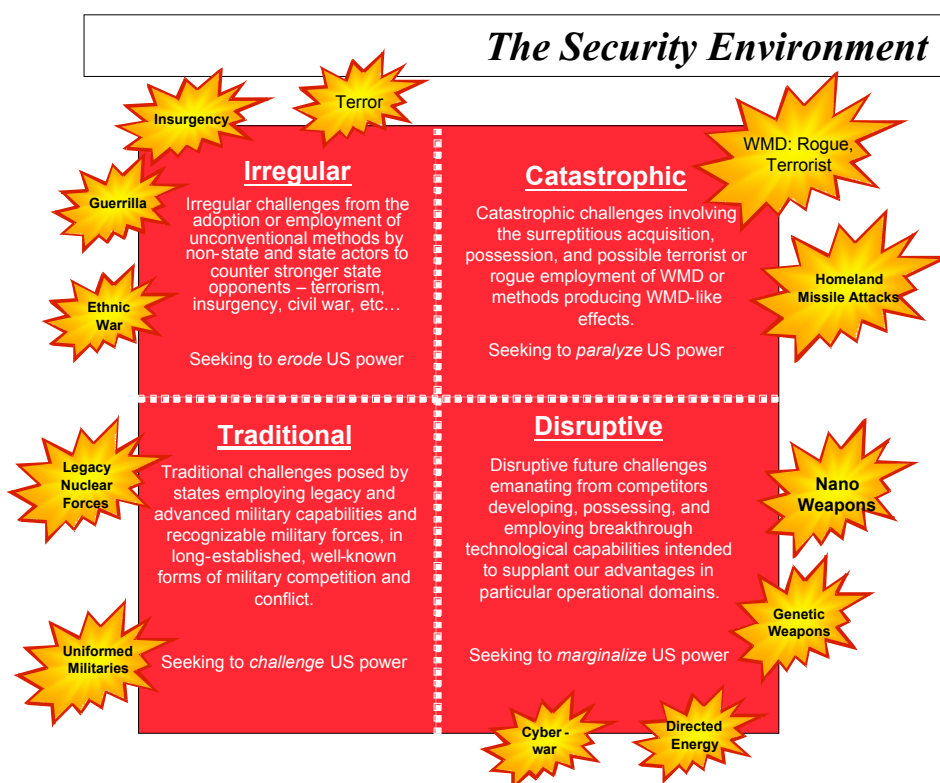 The Security Environment
Insurgency
Terror
Guerrilla
Ethnic
War
Irregular
Irregular challenges from the
adoption or employment of
unconventional methods by
non-state and state actors to
counter stronger state
opponents – terrorism,
insurgency, civil war, etc…
Seeking to erode US power
WMD: Rogue,
Terrorist
Homeland
Missile Attacks
Catastrophic
Catastrophic challenges involving
the surreptitious acquisition,
possession, and possible terrorist or
rogue employment of WMD or
methods producing WMD-like
effects.
Seeking to paralyze US power
Legacy
Nuclear
Forces
Uniformed
Militaries
Traditional
Traditional challenges posed by
states employing legacy and
advanced military capabilities and
recognizable military forces, in
long-established, well-known
forms of military competition and
conflict.
Seeking to challenge US power
Disruptive
Disruptive future challenges
emanating from competitors
developing, possessing, and
employing breakthrough
technological capabilities intended
to supplant our advantages in
particular operational domains.
Seeking to marginalize US power
Nano
Weapons
Genetic
Weapons
Cyber -
war
Directed
Energy